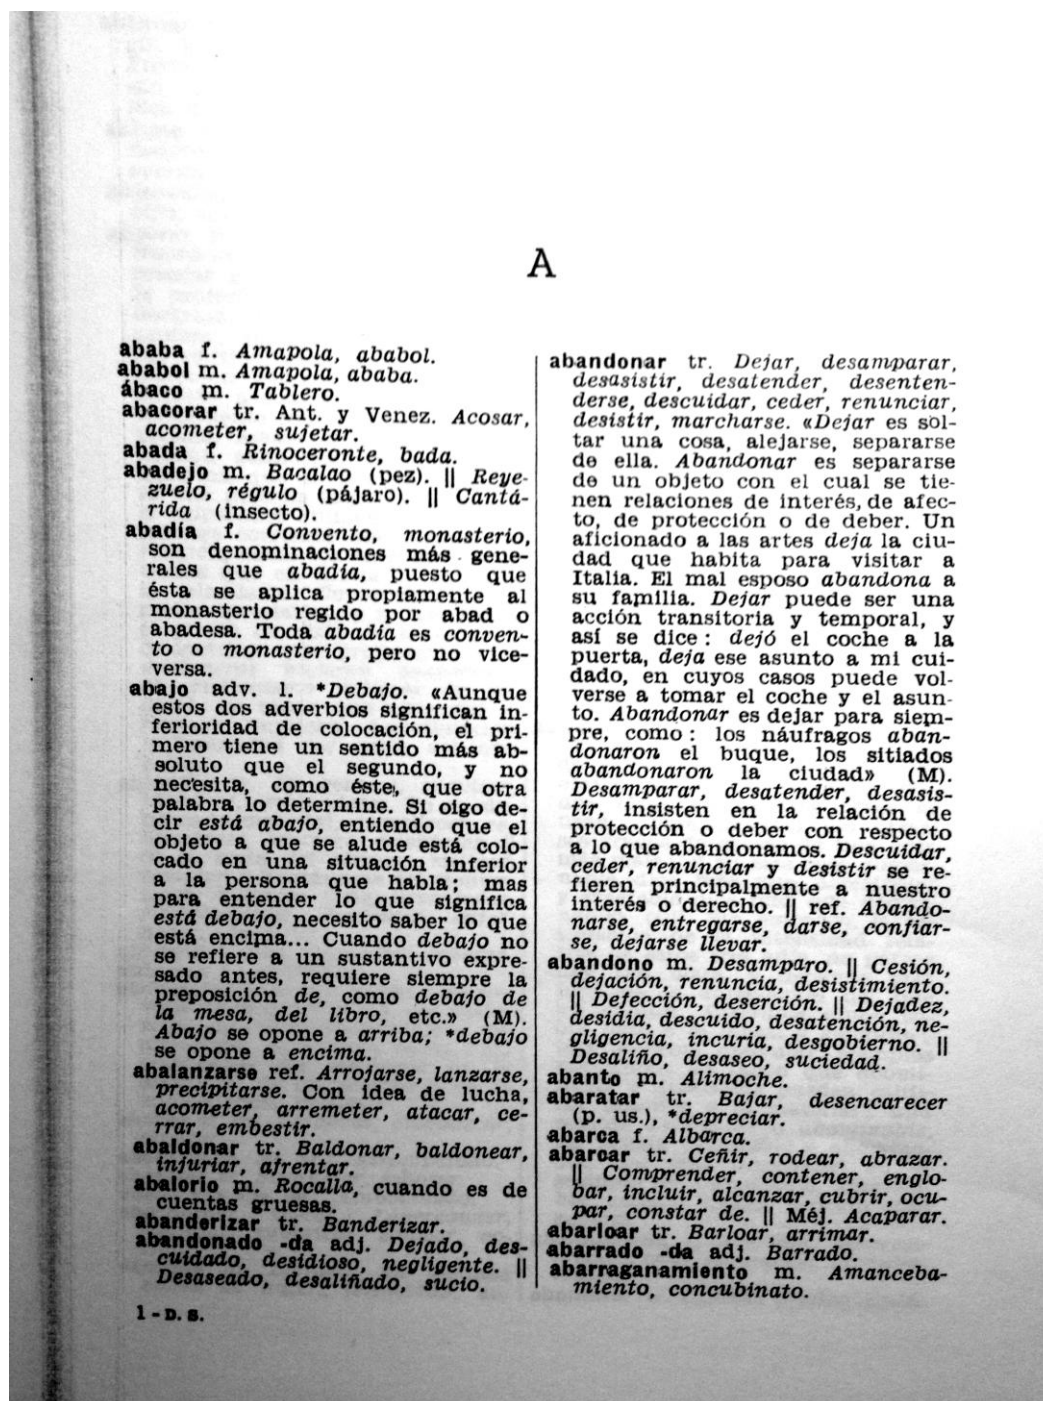 A
ababa f. Amapola, ababol.
ababol m. Amapola, ababa.
ábaco m. Tablero.
abacorar tr. Ant. y Venez. Acosar,
acometer, sujetar.
abada f. Rinoceronte, bada.
abadejo m. Bacalao (pez). || Reye-
zuelo, régulo (pájaro). || Cantá-
rida (insecto).
abadía f. Convento, monasterio,
son denominaciones más gene-
rales que abadía, puesto que
ésta se aplica propiamente al
monasterio regido por abad o
abadesa. Toda abadía es conven-
to o monasterio, pero no vice-
versa.
abajo adv. l. *Debajo. «Aunque
estos dos adverbios significan in-
ferioridad de colocación, el pri-
mero tiene un sentido más ab-
soluto que el segundo, y no
necesita, como éste, que otra
palabra lo determine. Si oigo de-
cir está abajo, entiendo que el
objeto a que se alude está colo-
cado en una situación inferior
a la persona que habla; mas
para entender lo que significa
está debajo, necesito saber lo que
está encima... Cuando debajo no
se refiere a un sustantivo expre-
sado antes, requiere siempre la
preposición de, como debajo de
la mesa, del libro, etc.» (M).
Abajo se opone a arriba; *debajo
se opone a encima.
abalanzarse ref. Arrojarse, lanzarse,
precipitarse. Con idea de lucha,
acometer, arremeter, atacar, ce-
rrar, embestir.
abaldonar tr. Baldonar, baldonear,
injuriar, afrentar.
abalorio m. Rocalla, cuando es de
cuentas gruesas.
abanderizar tr. Banderizar.
abandonado -da adj. Dejado, des-
cuidado, desidioso, negligente. ||
Desaseado, desaliñado, sucio.
abandonar tr. Dejar, desamparar,
desasistir, desatender, desenten-
derse, descuidar, ceder, renunciar,
desistir, marcharse. «Dejar es sol-
tar una cosa, alejarse, separarse
de ella. Abandonar es separarse
de un objeto con el cual se tie-
nen relaciones de interés, de afec-
to, de protección o de deber. Un
aficionado a las artes deja la ciu-
dad que habita para visitar a
Italia. El mal esposo abandona a
su familia. Dejar puede ser una
acción transitoria y temporal, y
así se dice: dejó el coche a la
puerta, deja ese asunto a mi cui-
dado, en cuyos casos puede vol-
verse a tomar el coche y el asun-
to. Abandonar es dejar para siem-
pre, como: los náufragos aban-
donaron el buque, los sitiados
abandonaron la ciudad» (M).
Desamparar, desatender, desasis-
tir, insisten en la relación de
protección o deber con respecto
a lo que abandonamos. Descuidar,
ceder, renunciar y desistir se re-
fieren principalmente a nuestro
interés o derecho. || ref. Abando-
narse, entregarse, darse, confiar-
se, dejarse llevar.
abandono m. Desamparo. || Cesión,
dejación, renuncia, desistimiento.
|| Defección, deserción. || Dejadez,
desidia, descuido, desatención, ne-
gligencia, incuria, desgobierno. ||
Desaliño, desaseo, suciedad.
abanto m. Alimoche.
abaratar tr. Bajar, desencarecer
(p. us.), *depreciar.
abarca f. Albarca.
abarcar tr. Ceñir, rodear, abrazar.
|| Comprender, contener, englo-
bar, incluir, alcanzar, cubrir, ocu-
par, constar de. || Méj. Acaparar.
abarloar tr. Barloar, arrimar.
abarrado -da adj. Barrado.
abarraganamiento m. Amanceba-
miento, concubinato.
1 - D. S.